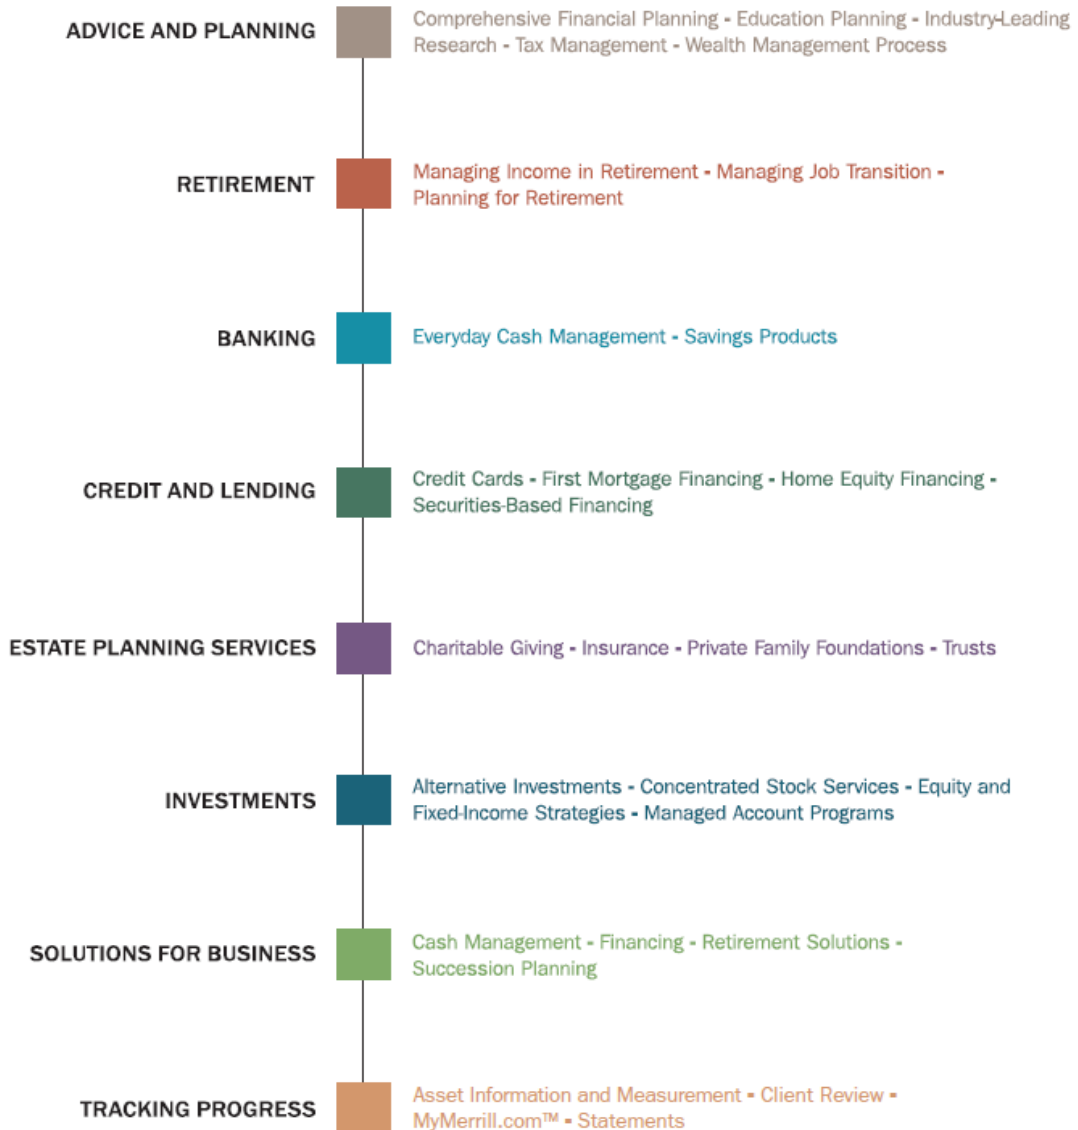 ADVICE AND PLANNING
Comprehensive Financial Planning - Education Planning - Industry-Leading
Research - Tax Management - Wealth Management Process
RETIREMENT
Managing Income in Retirement - Managing Job Transition -
Planning for Retirement
BANKING
Everyday Cash Management - Savings Products
CREDIT AND LENDING
Credit Cards - First Mortgage Financing - Home Equity Financing -
Securities-Based Financing
ESTATE PLANNING SERVICES
Charitable Giving - Insurance - Private Family Foundations - Trusts
INVESTMENTS
Alternative Investments - Concentrated Stock Services - Equity and
Fixed-Income Strategies - Managed Account Programs
SOLUTIONS FOR BUSINESS
Cash Management - Financing - Retirement Solutions -
Succession Planning
TRACKING PROGRESS
Asset Information and Measurement - Client Review -
MyMerrill.com™ - Statements